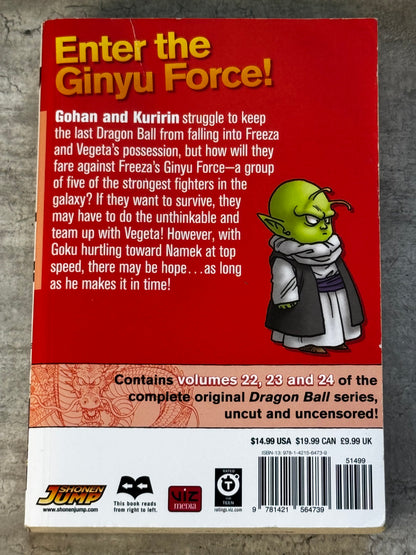 Enter the
Ginyu Force!
Gohan and Kuririn struggle to keep
the last Dragon Ball from falling into Freeza
and Vegeta's possession, but how will they
fare against Freeza's Ginyu Force—a group
of five of the strongest fighters in the
galaxy? If they want to survive, they
may have to do the unthinkable and
team up with Vegeta! However, with
Goku hurtling toward Namek at top
speed, there may be hope...as long
as he makes it in time!
Contains volumes 22, 23 and 24 of the
complete original Dragon Ball series,
uncut and uncensored!
$14.99 USA $19.99 CAN £9.99 UK
ISBN-13: 978-1-4215-6473-9
51499
SHONEN
JUMP
www.shonenjump.com
This book reads
from right to left.
VIZ
media
RATED
T
FOR
TEEN
ratings.viz.com
9 781421 564739